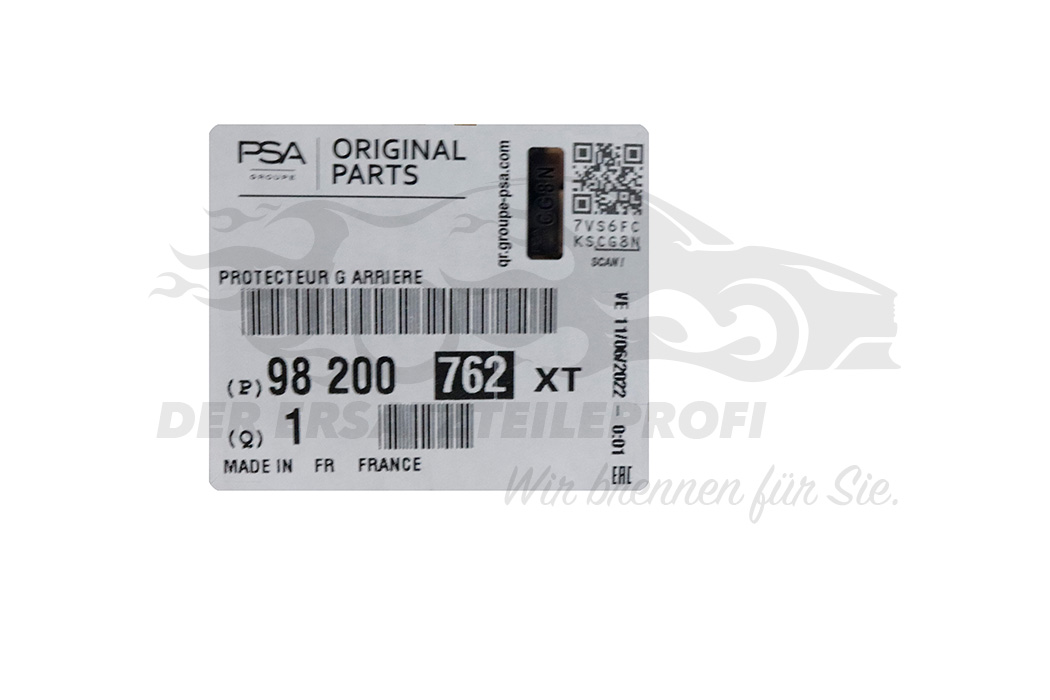 PSA
GROUPE
ORIGINAL
PARTS
qr.groupe-psa.com
CG8N
7VS6FC
KSCG8N
SCAN!
PROTECTEUR G ARRIERE
(P) 98 200 762 XT
(Q) 1
MADE IN FR FRANCE
VE 11/06/2022 - 0:01
EAC
DER ERSATZTEILEPROFI
Wir brennen für Sie.